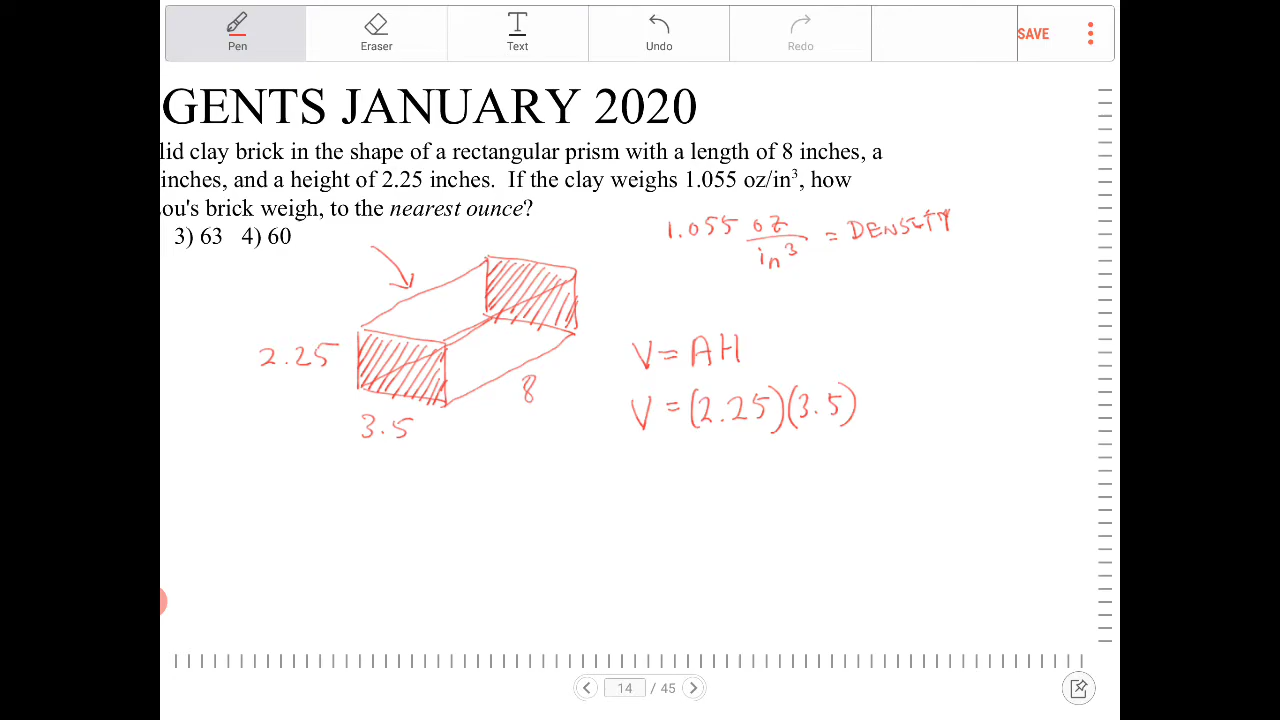 Pen Eraser Text Undo Redo SAVE
GENTS JANUARY 2020
lid clay brick in the shape of a rectangular prism with a length of 8 inches, a
inches, and a height of 2.25 inches. If the clay weighs 1.055 oz/in³, how
ou's brick weigh, to the nearest ounce?
3) 63 4) 60
1.055 oz/in³ = DENSITY
2.25
3.5
8
V = AH
V = (2.25)(3.5)
14 / 45